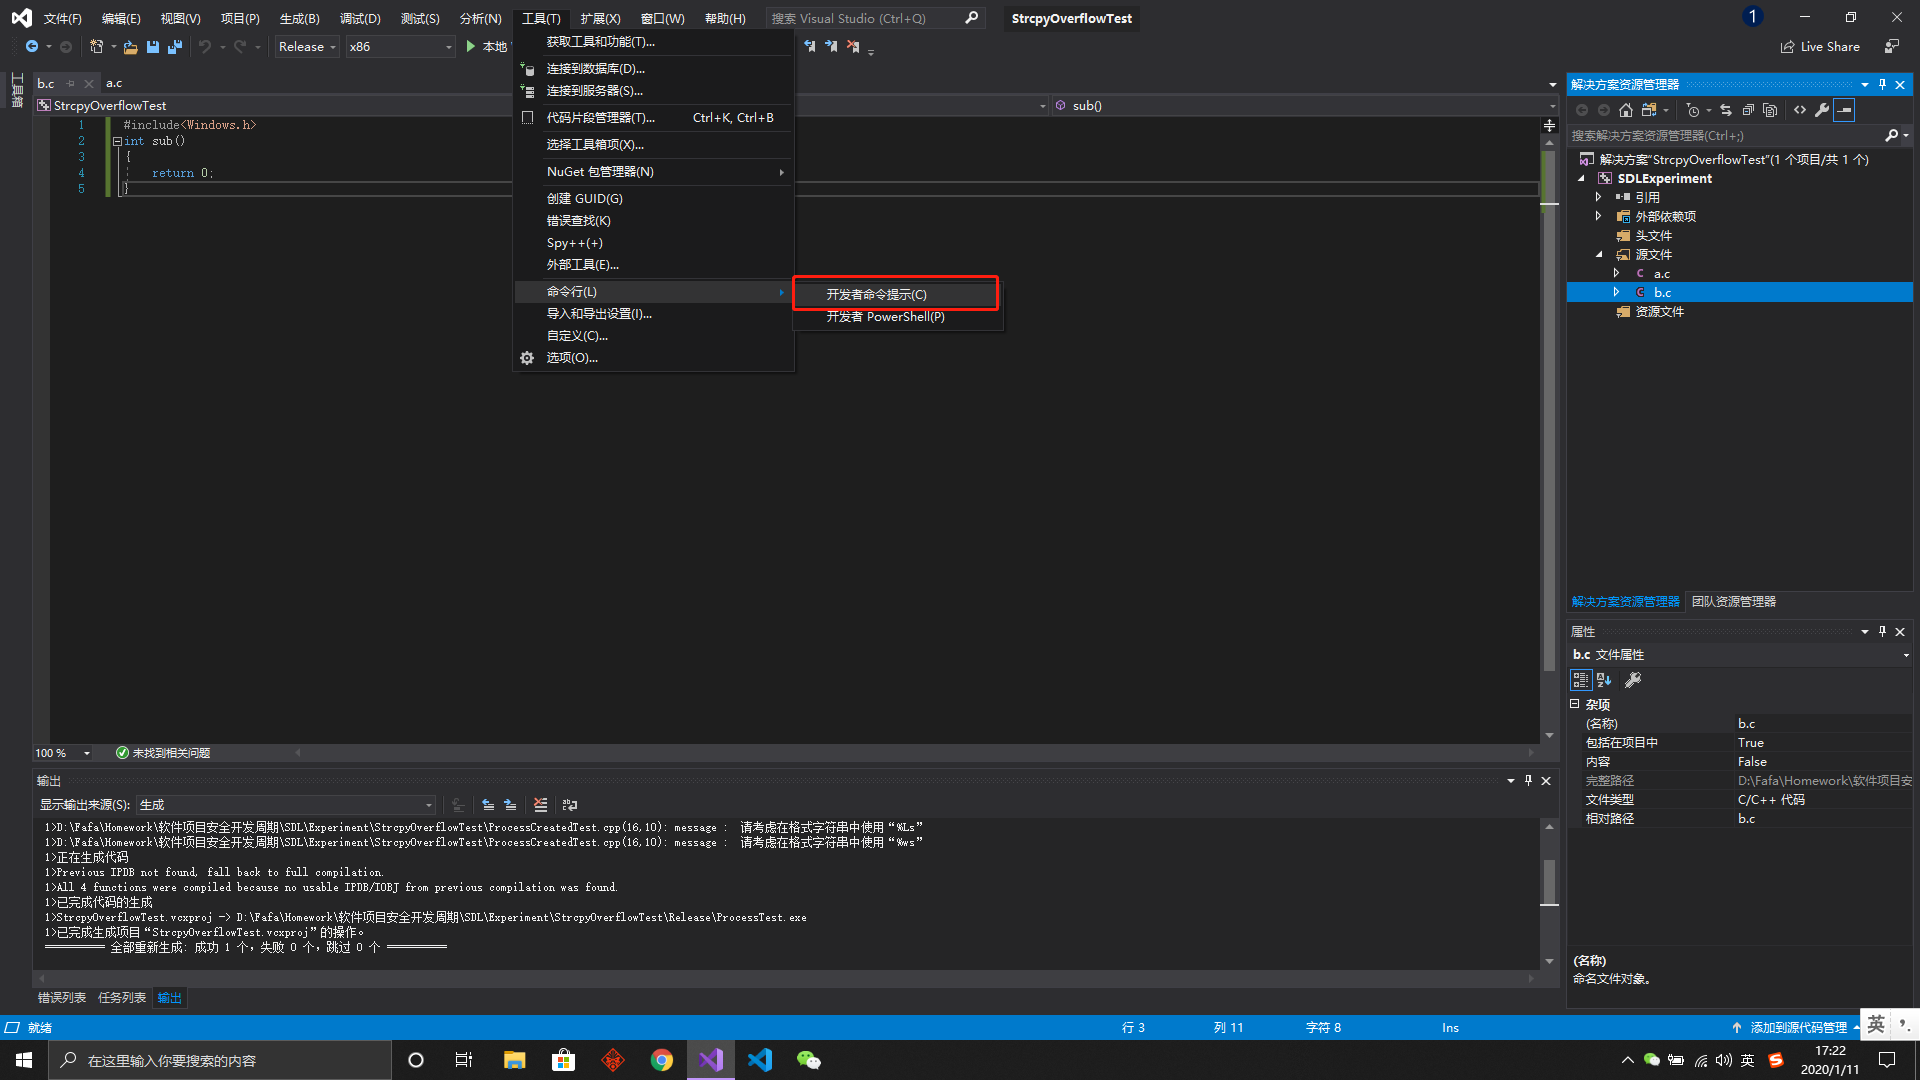 文件(F) 编辑(E) 视图(V) 项目(P) 生成(B) 调试(D) 测试(S) 分析(N) 工具(T) 扩展(X) 窗口(W) 帮助(H) 搜索 Visual Studio (Ctrl+Q) StrcpyOverflowTest 1
Release x86 本地 Live Share
工具箱
b.c a.c
StrcpyOverflowTest sub()
1 #include<Windows.h>
2 int sub()
3 {
4 return 0;
5 }
获取工具和功能(T)...
连接到数据库(D)...
连接到服务器(S)...
代码片段管理器(T)... Ctrl+K, Ctrl+B
选择工具箱项(X)...
NuGet 包管理器(N)
创建 GUID(G)
错误查找(K)
Spy++(+)
外部工具(E)...
命令行(L)
导入和导出设置(I)...
自定义(C)...
选项(O)...
开发者命令提示(C)
开发者 PowerShell(P)
100 % 未找到相关问题
解决方案资源管理器
搜索解决方案资源管理器(Ctrl+;)
解决方案"StrcpyOverflowTest"(1 个项目/共 1 个)
SDLExperiment
引用
外部依赖项
头文件
源文件
a.c
b.c
资源文件
解决方案资源管理器 团队资源管理器
属性
b.c 文件属性
杂项
(名称) b.c
包括在项目中 True
内容 False
完整路径 D:\Fafa\Homework\软件项目安
文件类型 C/C++ 代码
相对路径 b.c
(名称)
命名文件对象。
输出
显示输出来源(S): 生成
1>D:\Fafa\Homework\软件项目安全开发周期\SDL\Experiment\StrcpyOverflowTest\ProcessCreatedTest.cpp(16,10): message : 请考虑在格式字符串中使用“%Ls”
1>D:\Fafa\Homework\软件项目安全开发周期\SDL\Experiment\StrcpyOverflowTest\ProcessCreatedTest.cpp(16,10): message : 请考虑在格式字符串中使用“%ws”
1>正在生成代码
1>Previous IPDB not found, fall back to full compilation.
1>All 4 functions were compiled because no usable IPDB/IOBJ from previous compilation was found.
1>已完成代码的生成
1>StrcpyOverflowTest.vcxproj -> D:\Fafa\Homework\软件项目安全开发周期\SDL\Experiment\StrcpyOverflowTest\Release\ProcessTest.exe
1>已完成生成项目“StrcpyOverflowTest.vcxproj”的操作。
========== 全部重新生成: 成功 1 个，失败 0 个，跳过 0 个 ==========
错误列表 任务列表 输出
就绪 行 3 列 11 字符 8 Ins 添加到源代码管理 英
在这里输入你要搜索的内容 英 17:22
2020/1/11